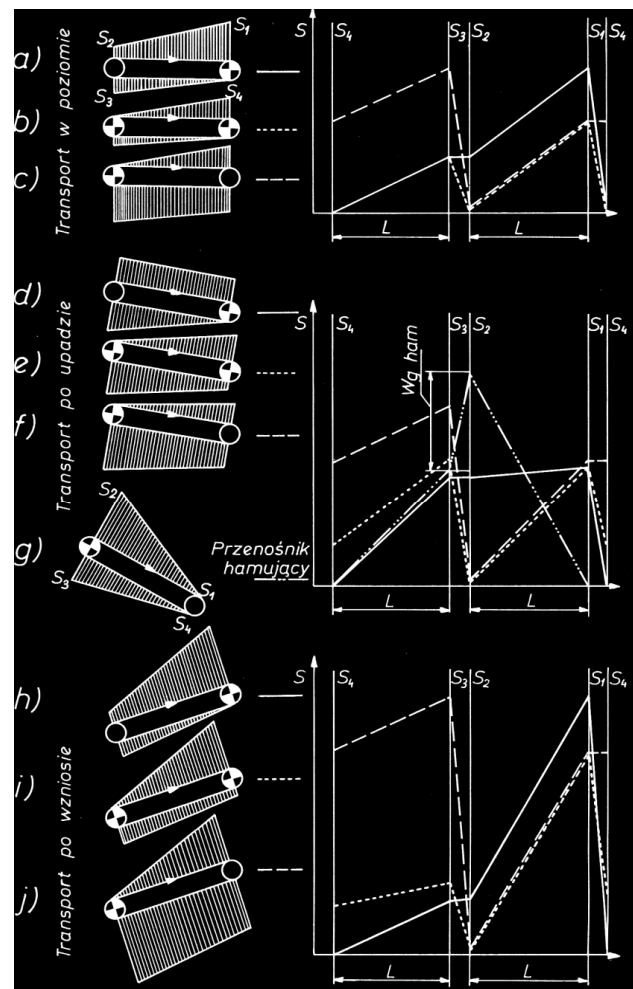 Transport w poziomie
a)
b)
c)
S₂
S₁
S₃
S₄
S
S₄
S₃
S₂
S₁
S₄
L
L
Transport po upadzie
d)
e)
f)
g)
S₂
S₃
S₁
S₄
Przenośnik
hamujący
S
S₄
S₃
S₂
S₁
S₄
Wg ham
L
L
Transport po wzniosie
h)
i)
j)
S
S₄
S₃
S₂
S₁
S₄
L
L